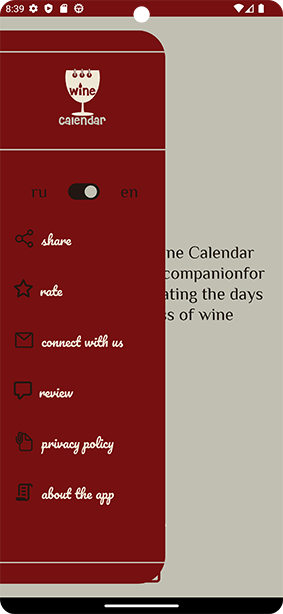 8:39
wine
calendar
ru en
share
rate
connect with us
review
privacy policy
about the app
ne Calendar
companionfor
ating the days
ss of wine